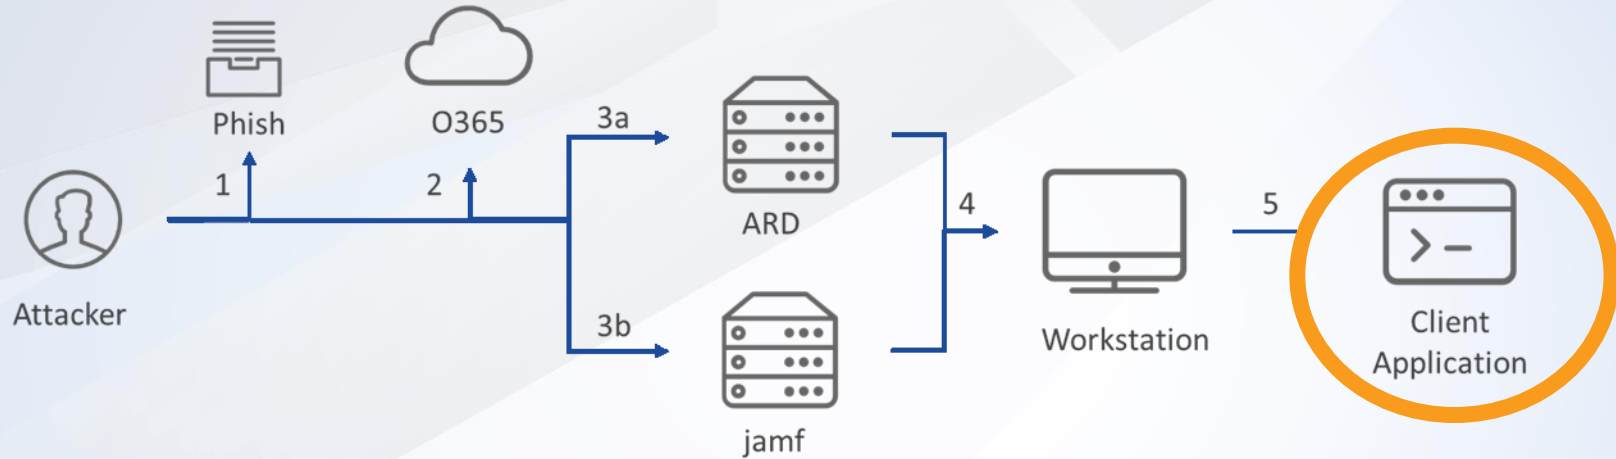 Phish
O365
1
2
3a
3b
Attacker
ARD
jamf
4
Workstation
5
Client
Application